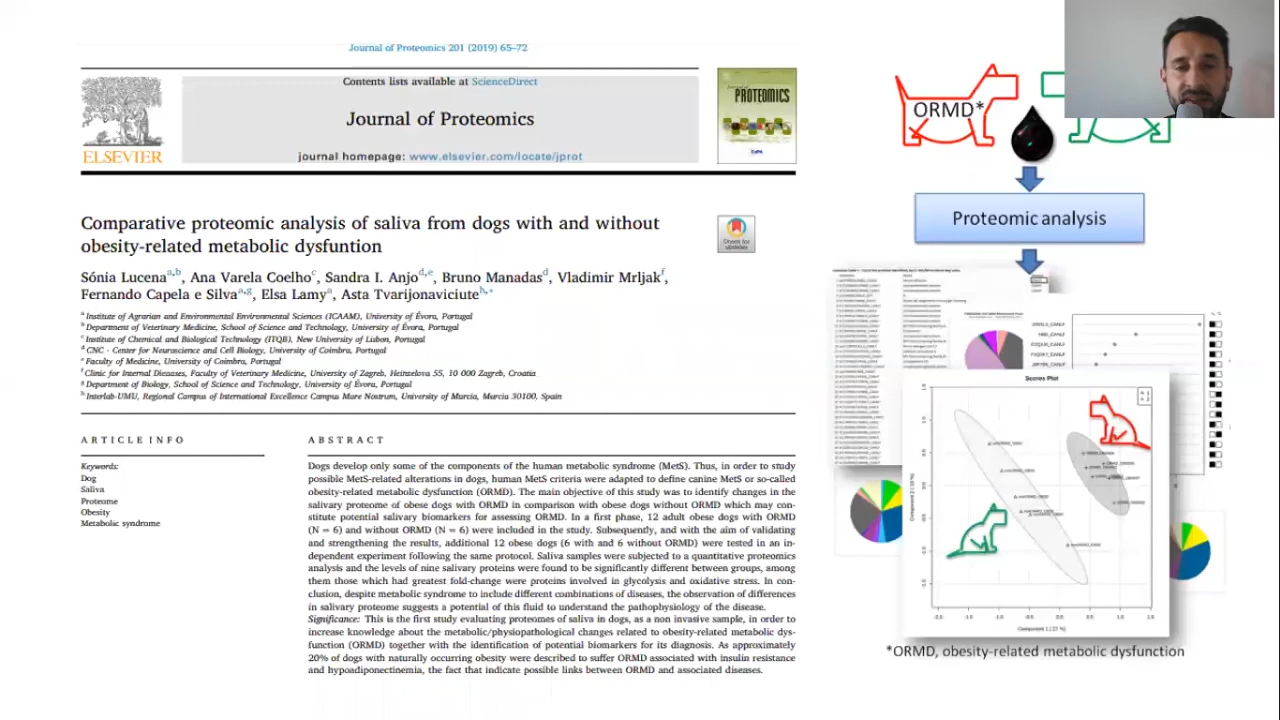 Journal of Proteomics 201 (2019) 65–72
Contents lists available at ScienceDirect
Journal of Proteomics
journal homepage: www.elsevier.com/locate/jprot
ELSEVIER
PROTEOMICS
Comparative proteomic analysis of saliva from dogs with and without
obesity-related metabolic dysfuntion
Check for
updates
Sónia Lucena a,b, Ana Varela Coelho c, Sandra I. Anjo d,e, Bruno Manadas d, Vladimir Mrljak f,
Fernando Capela e Silva a,g, Elsa Lamy a, Asta Tvarijonaviciute h,*
a Institute of Agrarian and Environmental Sciences (ICAAM), University of Évora, Portugal
b Department of Veterinary Medicine, School of Science and Technology, University of Évora, Portugal
c Institute of Chemical and Biological Technology (ITQB), New University of Lisbon, Portugal
d CNC - Center for Neuroscience and Cell Biology, University of Coimbra, Portugal
e Faculty of Medicine, University of Coimbra, Portugal
f Clinic for Internal Diseases, Faculty of Veterinary Medicine, University of Zagreb, Heinzelova 55, 10 000 Zagreb, Croatia
g Department of Biology, School of Science and Technology, University of Évora, Portugal
h Interlab-UMU, Regional Campus of International Excellence Campus Mare Nostrum, University of Murcia, Murcia 30100, Spain
ARTICLE INFO
Keywords:
Dog
Saliva
Proteome
Obesity
Metabolic syndrome
ABSTRACT
Dogs develop only some of the components of the human metabolic syndrome (MetS). Thus, in order to study
possible MetS-related alterations in dogs, human MetS criteria were adapted to define canine MetS or so-called
obesity-related metabolic dysfunction (ORMD). The main objective of this study was to identify changes in the
salivary proteome of obese dogs with ORMD in comparison with obese dogs without ORMD which may con-
stitute potential salivary biomarkers for assessing ORMD. In a first phase, 12 adult obese dogs with ORMD
(N = 6) and without ORMD (N = 6) were included in the study. Subsequently, and with the aim of validating
and strengthening the results, additional 12 obese dogs (6 with and 6 without ORMD) were tested in an in-
dependent experiment following the same protocol. Saliva samples were subjected to a quantitative proteomics
analysis and the levels of nine salivary proteins were found to be significantly different between groups, among
them those which had greatest fold-change were proteins involved in glycolysis and oxidative stress. In con-
clusion, despite metabolic syndrome to include different combinations of diseases, the observation of differences
in salivary proteome suggests a potential of this fluid to understand the pathophysiology of the disease.
Significance: This is the first study evaluating proteomes of saliva in dogs, as a non invasive sample, in order to
increase knowledge about the metabolic/physiopathological changes related to obesity-related metabolic dys-
function (ORMD) together with the identification of potential biomarkers for its diagnosis. As approximately
20% of dogs with naturally occurring obesity were described to suffer ORMD associated with insulin resistance
and hypoadiponectinemia, the fact that indicate possible links between ORMD and associated diseases.
ORMD*
Proteomic analysis
Scores Plot
Component 1 ( 27 %)
*ORMD, obesity-related metabolic dysfunction